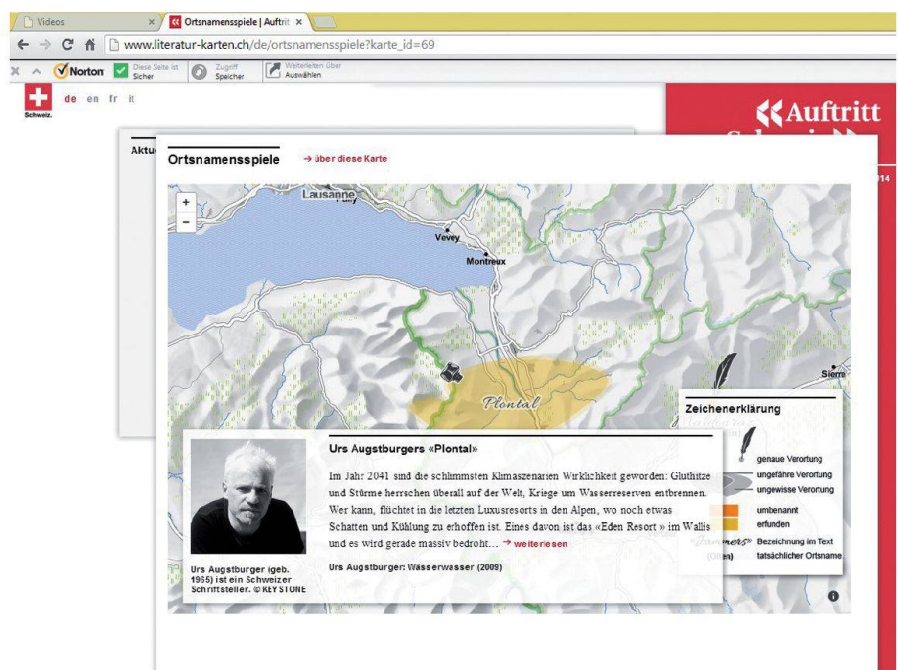 Videos
Ortsnamensspiele | Auftrit
www.literatur-karten.ch/de/ortsnamensspiele?karte_id=69
Norton
Diese Seite ist
Sicher
Zugriff
Speicher
Weiterleiten über
Auswählen
de en fr it
Schweiz.
Auftritt
Aktu
Ortsnamensspiele
→ über diese Karte
+
−
Lausanne
Pully
Vevey
Montreux
Plontal
Sierre
Zeichenerklärung
genaue Verortung
ungefähre Verortung
ungewisse Verortung
umbenannt
erfunden
Bezeichnung im Text
tatsächlicher Ortsname
Urs Augstburgers «Plontal»
Im Jahr 2041 sind die schlimmsten Klimaszenarien Wirklichkeit geworden: Gluthitze
und Stürme herrschen überall auf der Welt, Kriege um Wasserreserven entbrennen.
Wer kann, flüchtet in die letzten Luxusresorts in den Alpen, wo noch etwas
Schatten und Kühlung zu erhoffen ist. Eines davon ist das «Eden Resort » im Wallis
und es wird gerade massiv bedroht... → weiterlesen
Urs Augstburger: Wässerwasser (2009)
Urs Augstburger (geb.
1965) ist ein Schweizer
Schriftsteller. © KEYSTONE